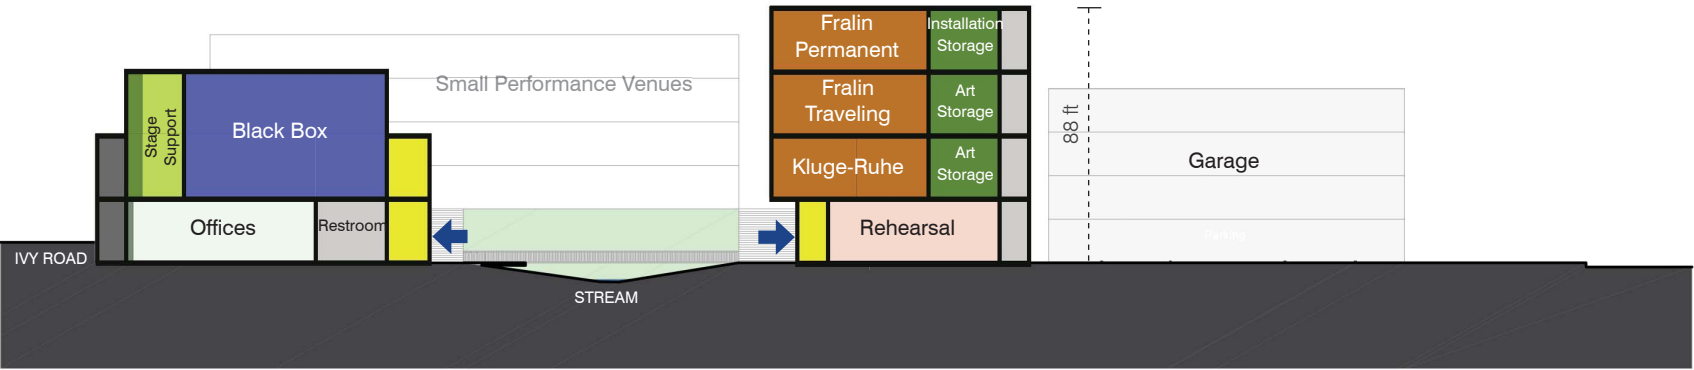 Fralin
Permanent
Installation
Storage
Small Performance Venues
Stage
Support
Black Box
Fralin
Traveling
Art
Storage
88 ft
Kluge-Ruhe
Art
Storage
Garage
Offices
Restroom
Rehearsal
Parking
IVY ROAD
STREAM